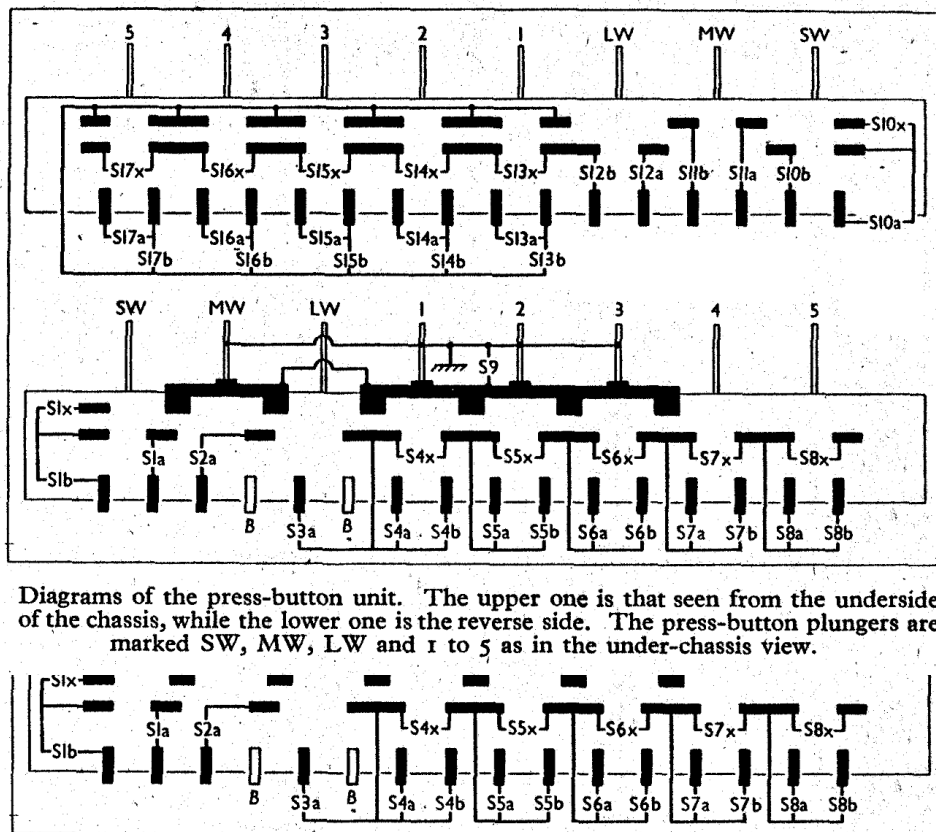 5 4 3 2 1 LW MW SW
S10x
S17x S16x S15x S14x S13x S12b S12a S11b S11a S10b
S17a S16a S15a S14a S13a S10a
S17b S16b S15b S14b S13b
SW MW LW 1 2 3 4 5
S9
S1x
S1a S2a S4x S5x S6x S7x S8x
S1b
B S3a B S4a S4b S5a S5b S6a S6b S7a S7b S8a S8b
Diagrams of the press-button unit. The upper one is that seen from the underside
of the chassis, while the lower one is the reverse side. The press-button plungers are
marked SW, MW, LW and 1 to 5 as in the under-chassis view.
S1x
S1a S2a S4x S5x S6x S7x S8x
S1b
B S3a B S4a S4b S5a S5b S6a S6b S7a S7b S8a S8b